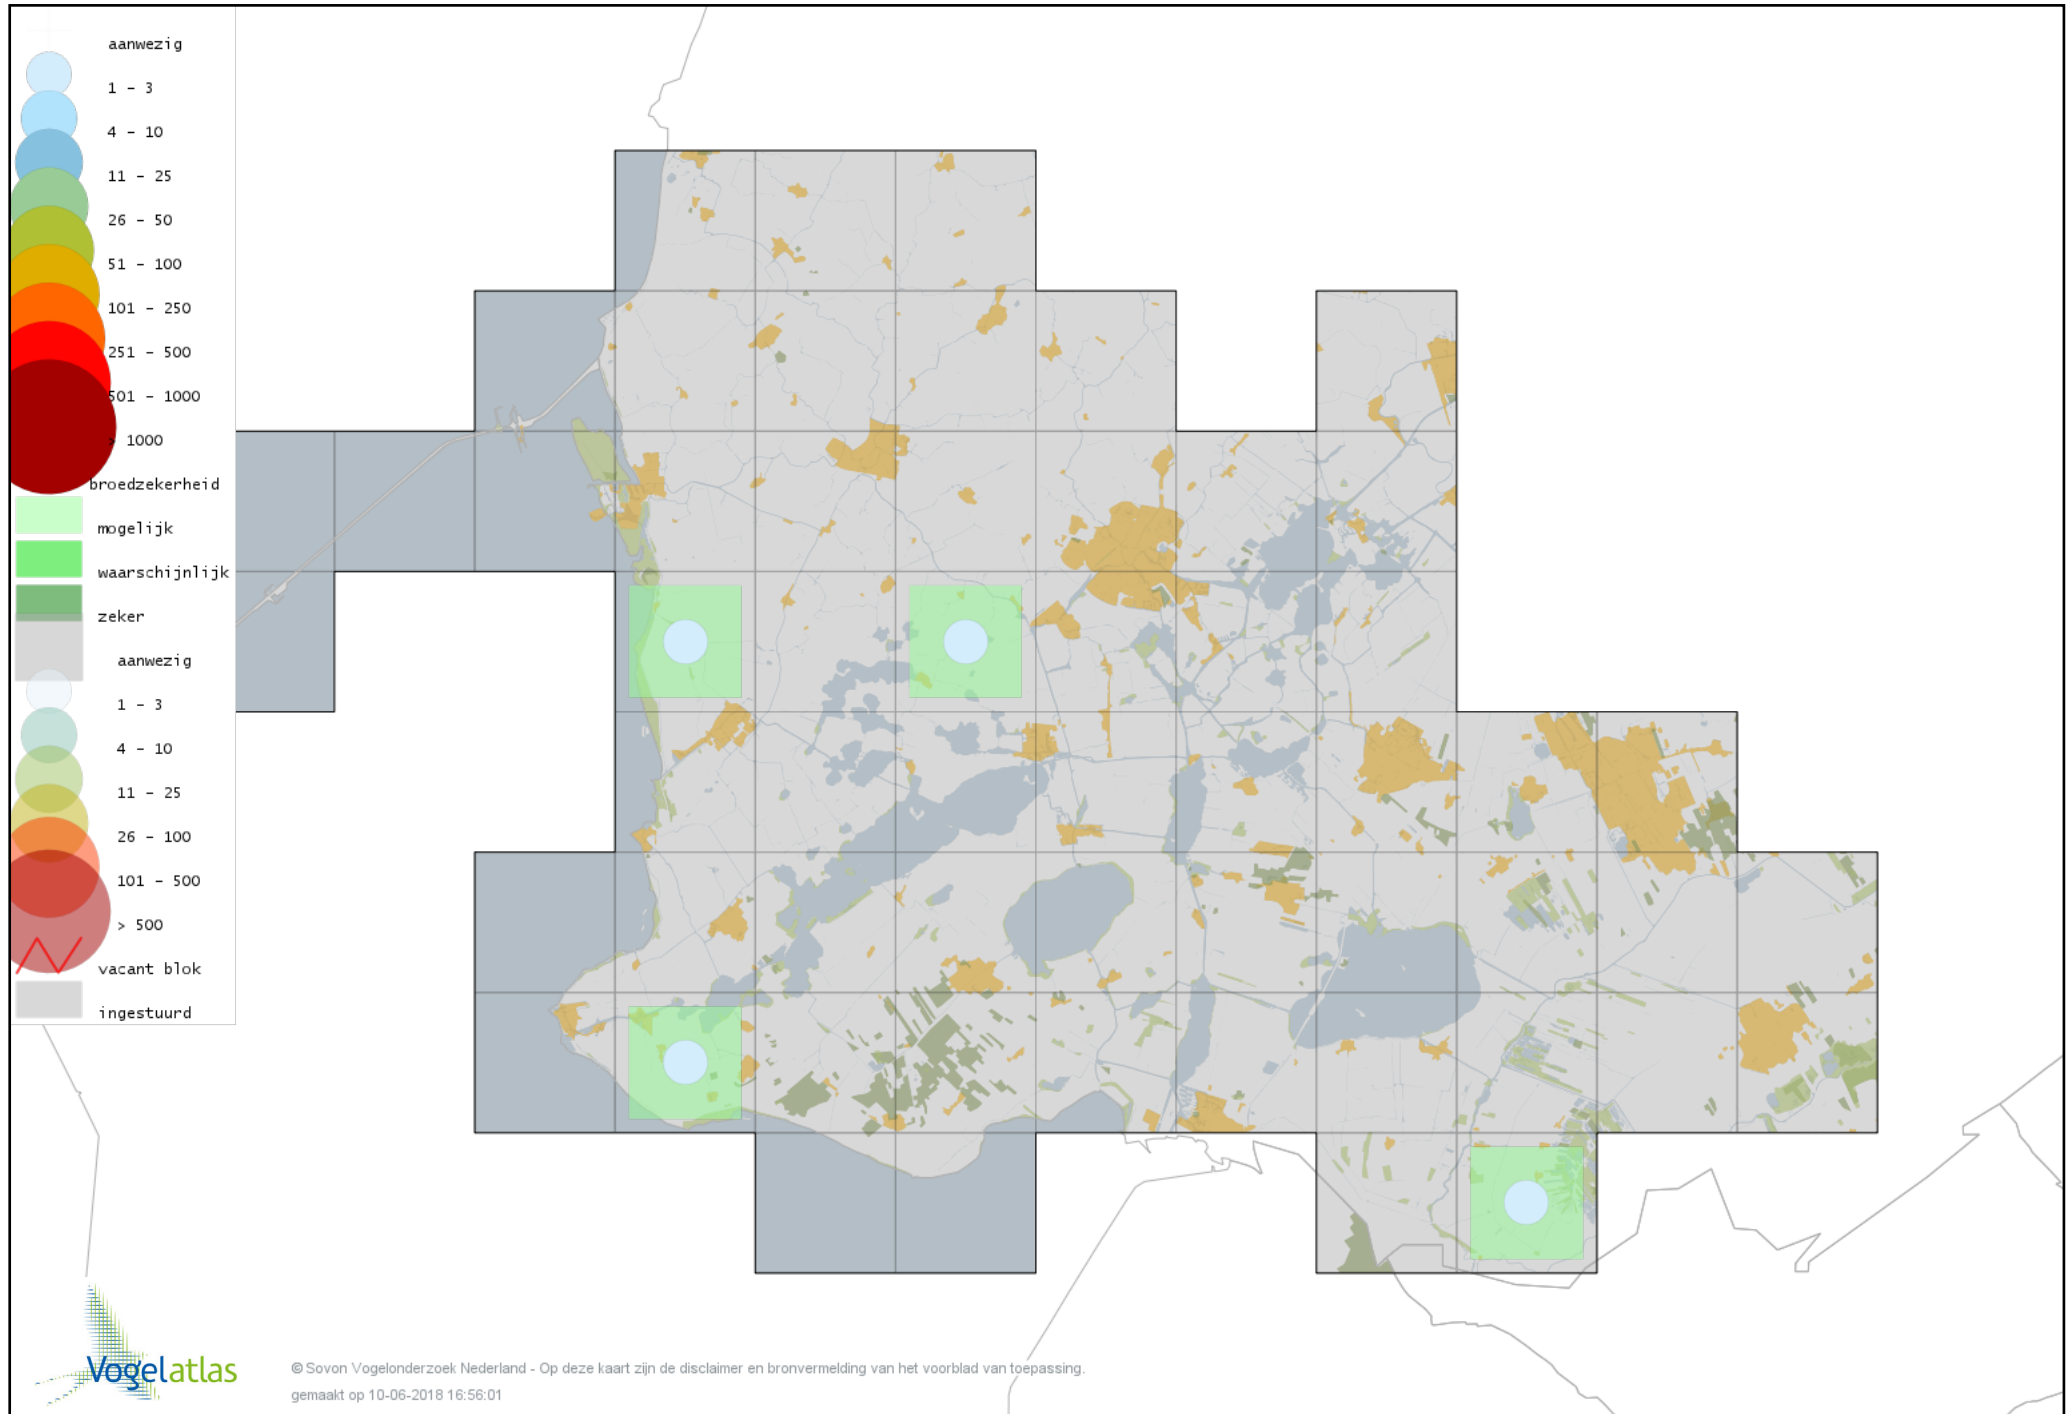 aanwezig
1 - 3
4 - 10
11 - 25
26 - 50
51 - 100
101 - 250
251 - 500
501 - 1000
> 1000
broedzekerheid
mogelijk
waarschijnlijk
zeker
aanwezig
1 - 3
4 - 10
11 - 25
26 - 100
101 - 500
> 500
vacant blok
ingestuurd
Vogelatlas
© Sovon Vogelonderzoek Nederland - Op deze kaart zijn de disclaimer en bronvermelding van het voorblad van toepassing.
gemaakt op 10-06-2018 16:56:01